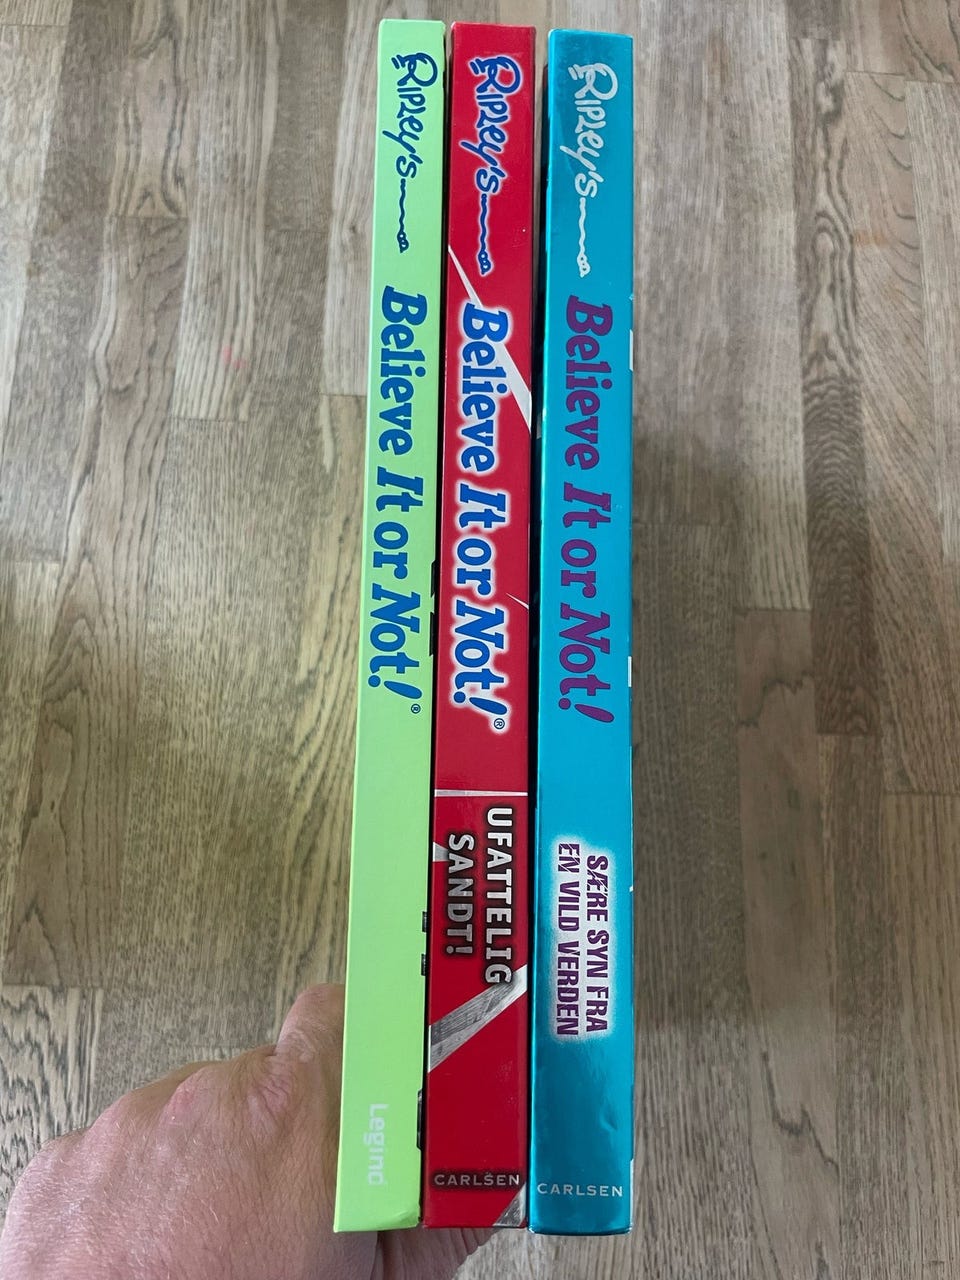 Ripley's
Believe It or Not!®
Legind
Ripley's
Believe It or Not!®
UFATTELIG
SANDT!
CARLSEN
Ripley's
Believe It or Not!
SÆRE SYN FRA
EN VILD VERDEN
CARLSEN